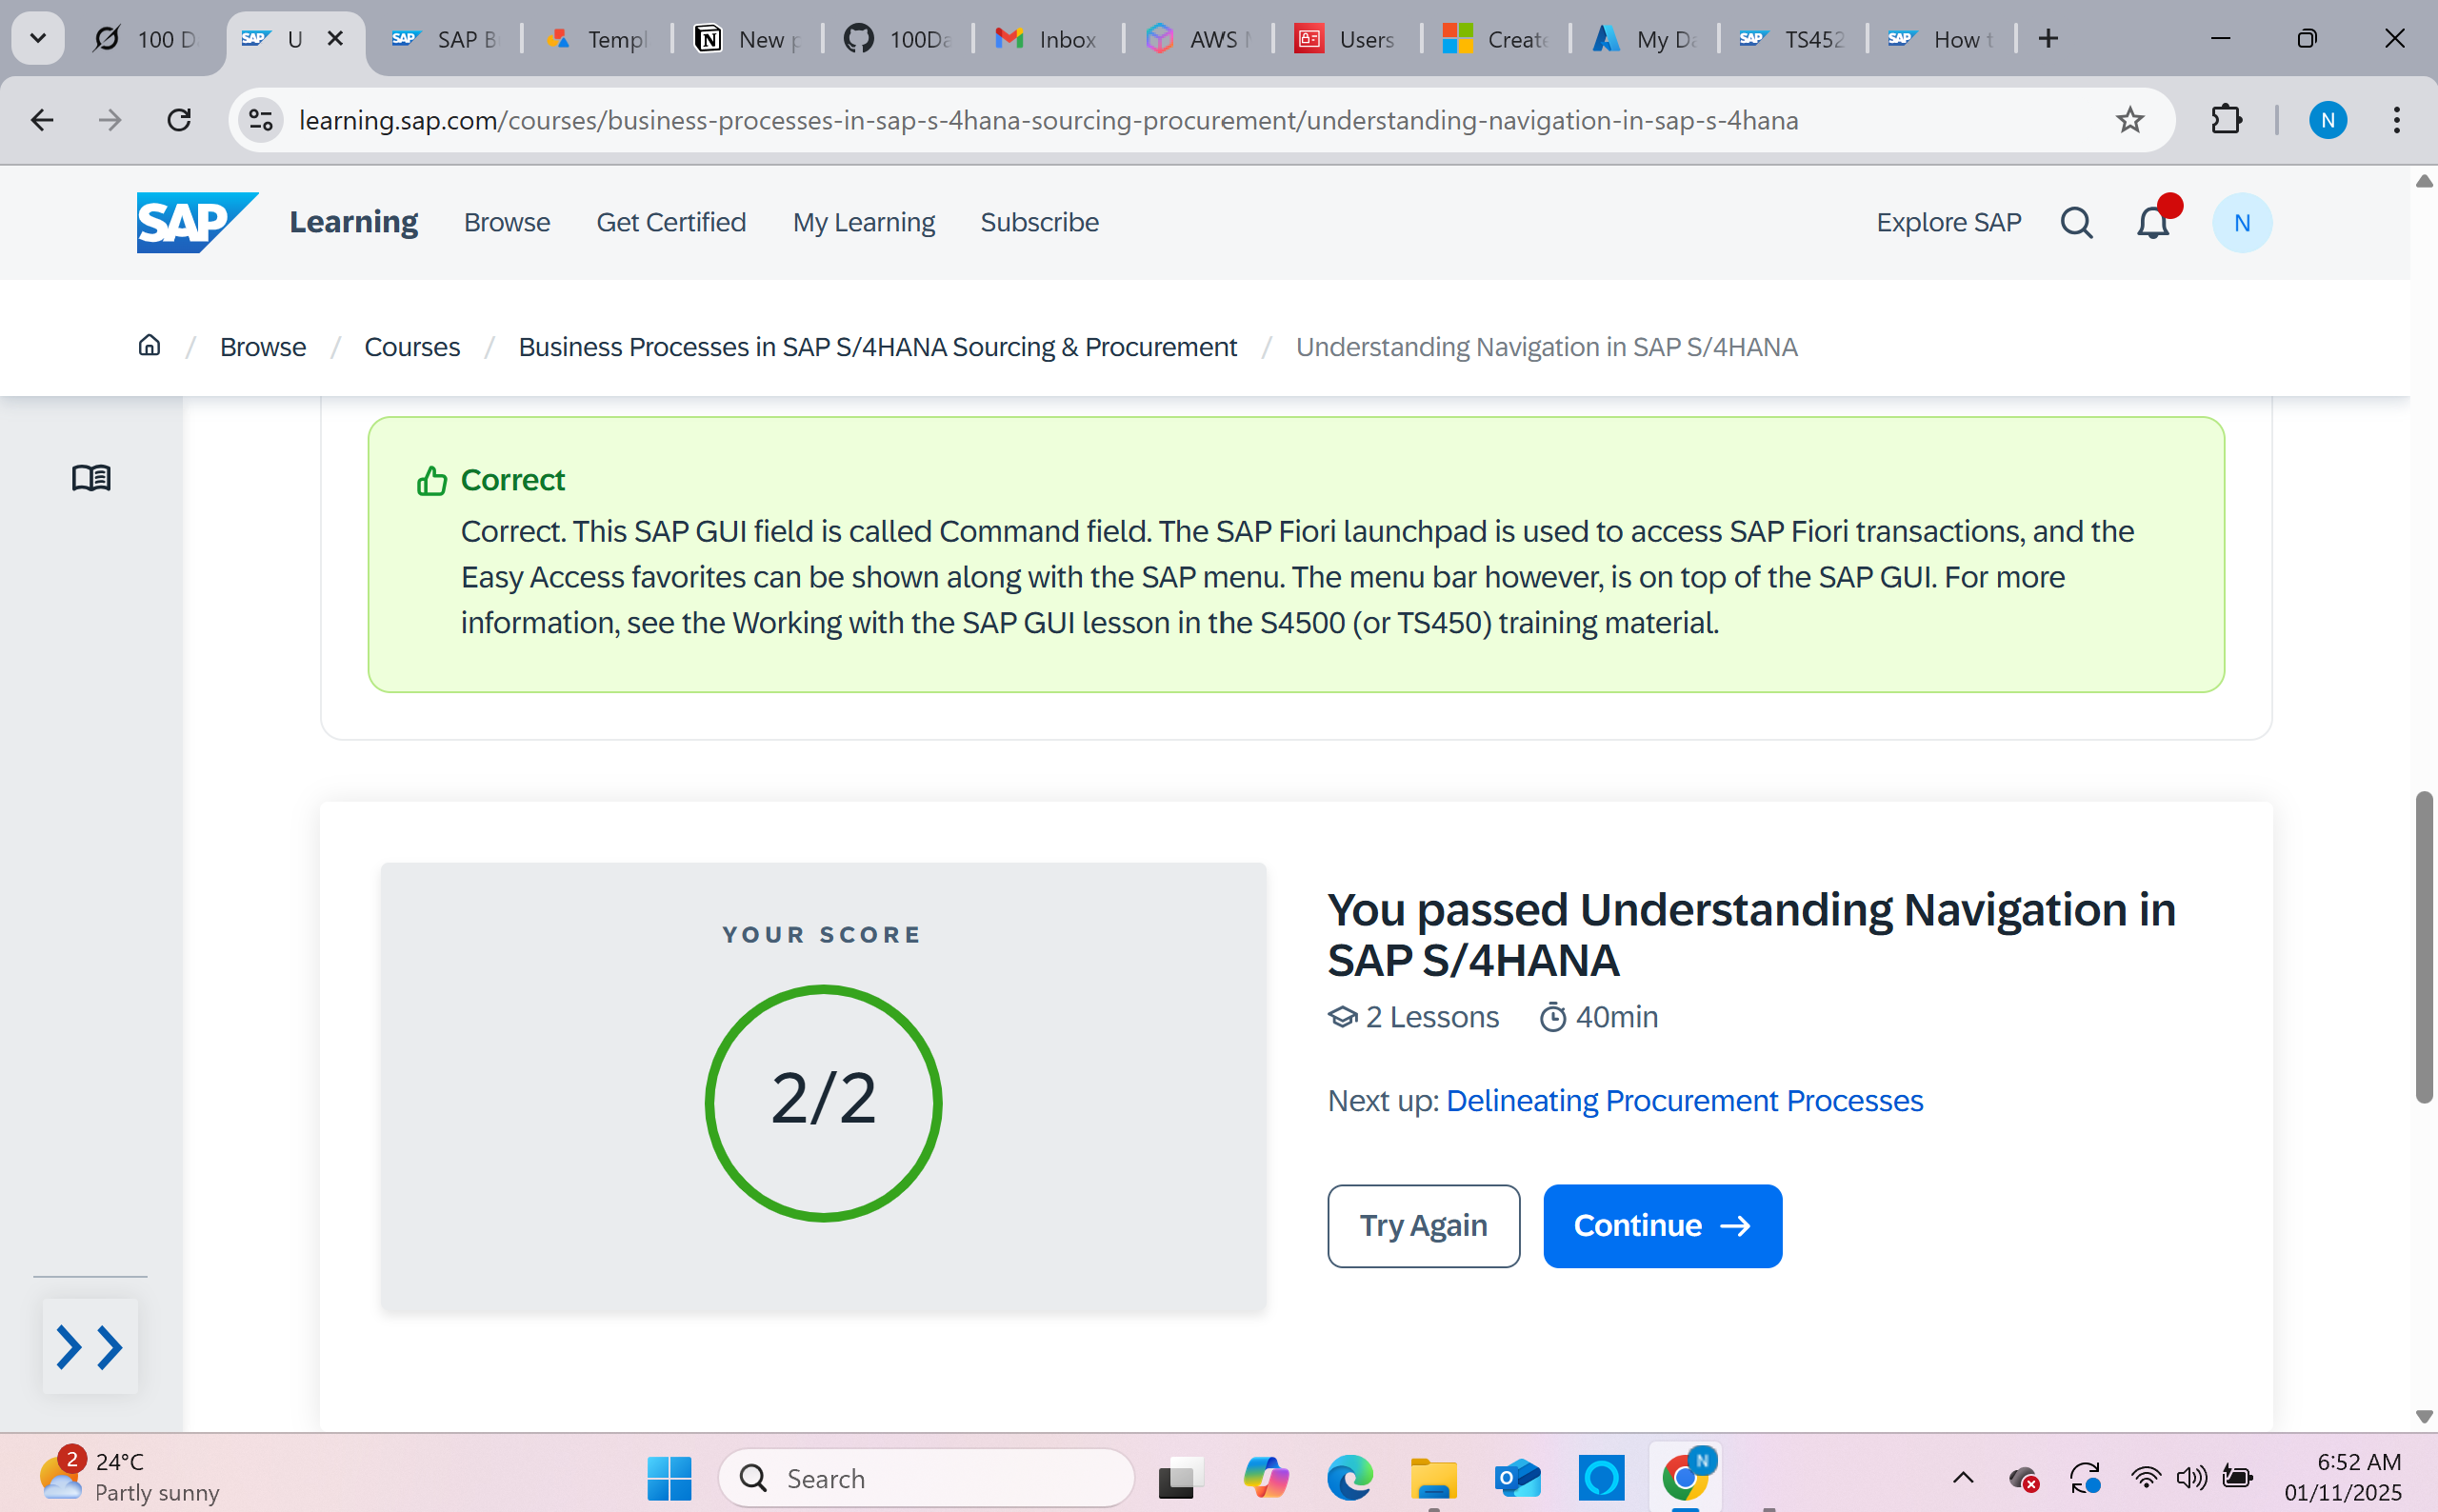 100 D
U
SAP B
Templ
New p
100Da
Inbox
AWS
Users
Create
My Da
TS452
How t
learning.sap.com/courses/business-processes-in-sap-s-4hana-sourcing-procurement/understanding-navigation-in-sap-s-4hana
N
SAP Learning Browse Get Certified My Learning Subscribe Explore SAP N
Browse / Courses / Business Processes in SAP S/4HANA Sourcing & Procurement / Understanding Navigation in SAP S/4HANA
Correct
Correct. This SAP GUI field is called Command field. The SAP Fiori launchpad is used to access SAP Fiori transactions, and the
Easy Access favorites can be shown along with the SAP menu. The menu bar however, is on top of the SAP GUI. For more
information, see the Working with the SAP GUI lesson in the S4500 (or TS450) training material.
YOUR SCORE
2/2
You passed Understanding Navigation in
SAP S/4HANA
2 Lessons 40min
Next up: Delineating Procurement Processes
Try Again Continue
2
24°C
Partly sunny
Search
N
6:52 AM
01/11/2025